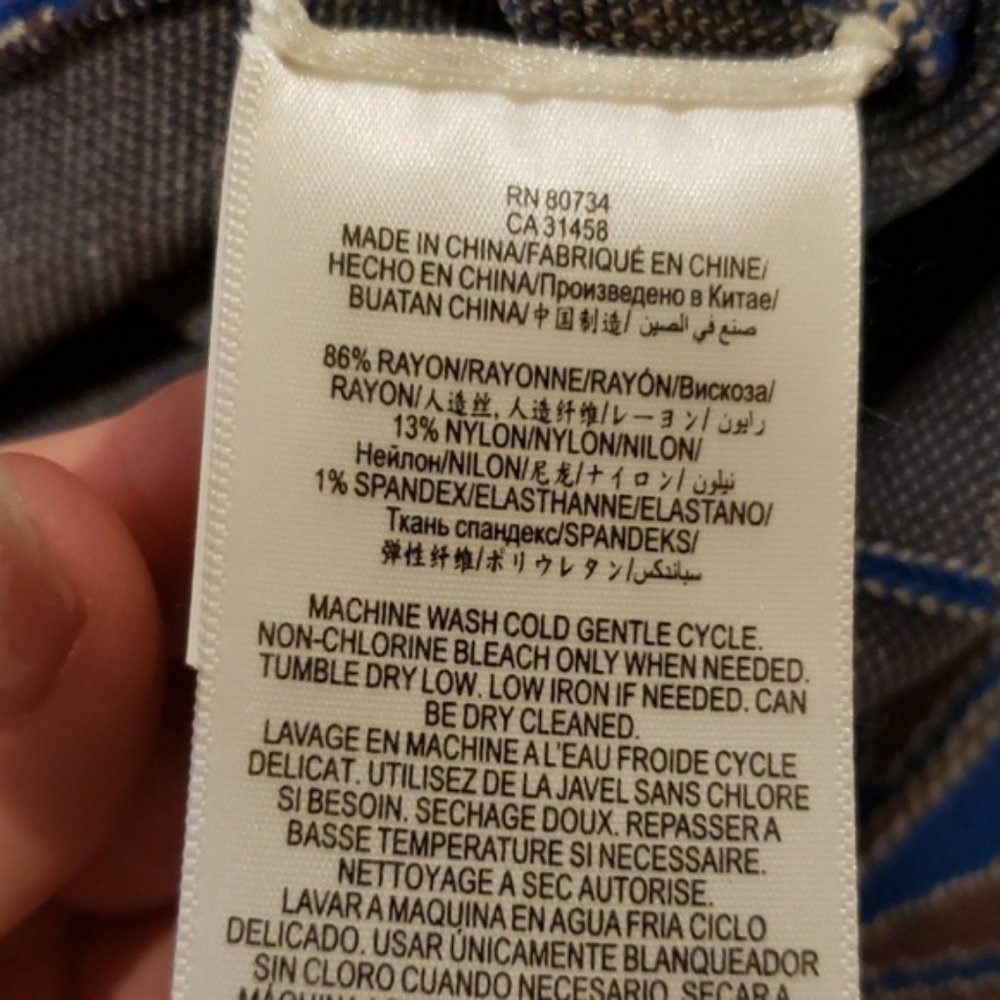 RN 80734
CA 31458
MADE IN CHINA/FABRIQUÉ EN CHINE/
HECHO EN CHINA/Произведено в Китае/
BUATAN CHINA/中国制造/ صنع في الصين
86% RAYON/RAYONNE/RAYÓN/Вискоза/
RAYON/人造丝, 人造纤维/レーヨン/ رايون
13% NYLON/NYLON/NILON/
Нейлон/NILON/尼龙/ナイロン/ نيلون
1% SPANDEX/ELASTHANNE/ELASTANO/
Ткань спандекс/SPANDEKS/
弹性纤维/ポリウレタン/سباندكس
MACHINE WASH COLD GENTLE CYCLE.
NON-CHLORINE BLEACH ONLY WHEN NEEDED.
TUMBLE DRY LOW. LOW IRON IF NEEDED. CAN
BE DRY CLEANED.
LAVAGE EN MACHINE A L'EAU FROIDE CYCLE
DELICAT. UTILISEZ DE LA JAVEL SANS CHLORE
SI BESOIN. SECHAGE DOUX. REPASSER A
BASSE TEMPERATURE SI NECESSAIRE.
NETTOYAGE A SEC AUTORISE.
LAVAR A MAQUINA EN AGUA FRIA CICLO
DELICADO. USAR ÚNICAMENTE BLANQUEADOR
SIN CLORO CUANDO NECESARIO. SECAR A
MÁQUINA